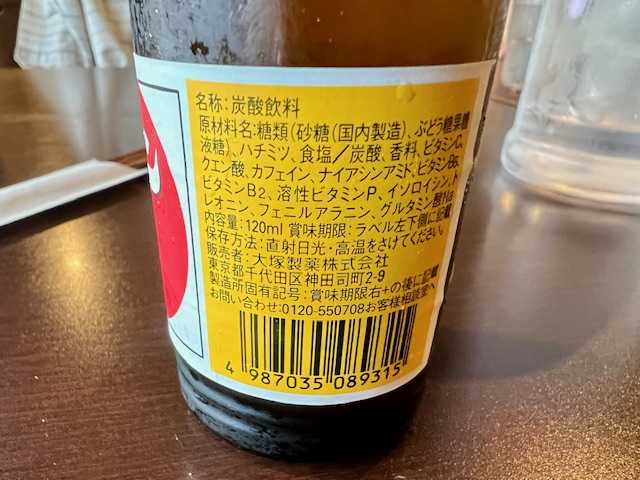 名称:炭酸飲料
原材料名:糖類(砂糖(国内製造)、ぶどう糖果糖
液糖)、ハチミツ、食塩/炭酸、香料、ビタミンC、
クエン酸、カフェイン、ナイアシンアミド、ビタミンB6、
ビタミンB2、溶性ビタミンP、イソロイシン、ト
レオニン、フェニルアラニン、グルタミン酸Na
内容量:120ml 賞味期限:ラベル左下側に記載
保存方法:直射日光・高温をさけてください。
販売者:大塚製薬株式会社
東京都千代田区神田司町2-9
製造所固有記号:賞味期限右+の後に記載
お問い合わせ:0120-550708お客様相談室へ
4 987035 089315